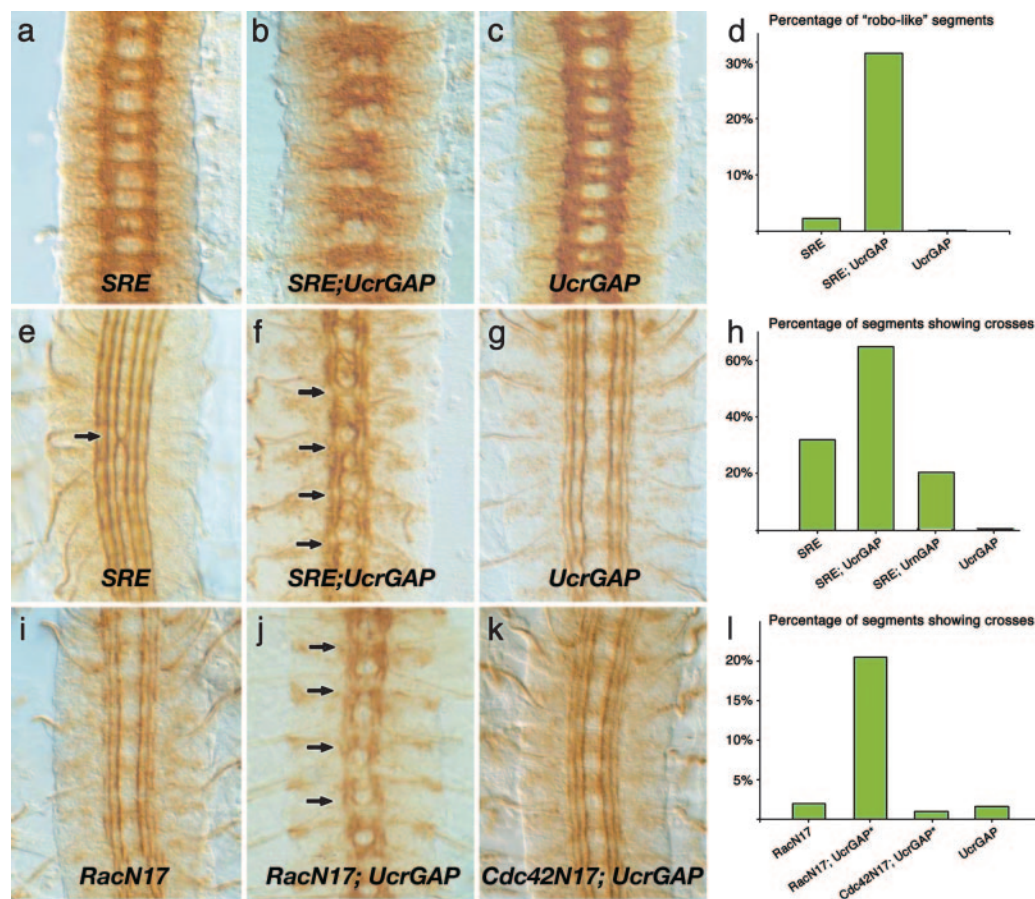 a
SRE
b
SRE;UcrGAP
c
UcrGAP
d
Percentage of “robo-like” segments
30%
20%
10%
SRE
SRE; UcrGAP
UcrGAP
e
SRE
f
SRE;UcrGAP
g
UcrGAP
h
Percentage of segments showing crosses
60%
40%
20%
SRE
SRE; UcrGAP
SRE; UrnGAP
UcrGAP
i
RacN17
j
RacN17; UcrGAP
k
Cdc42N17; UcrGAP
l
Percentage of segments showing crosses
20%
15%
10%
5%
RacN17
RacN17; UcrGAP*
Cdc42N17; UcrGAP*
UcrGAP